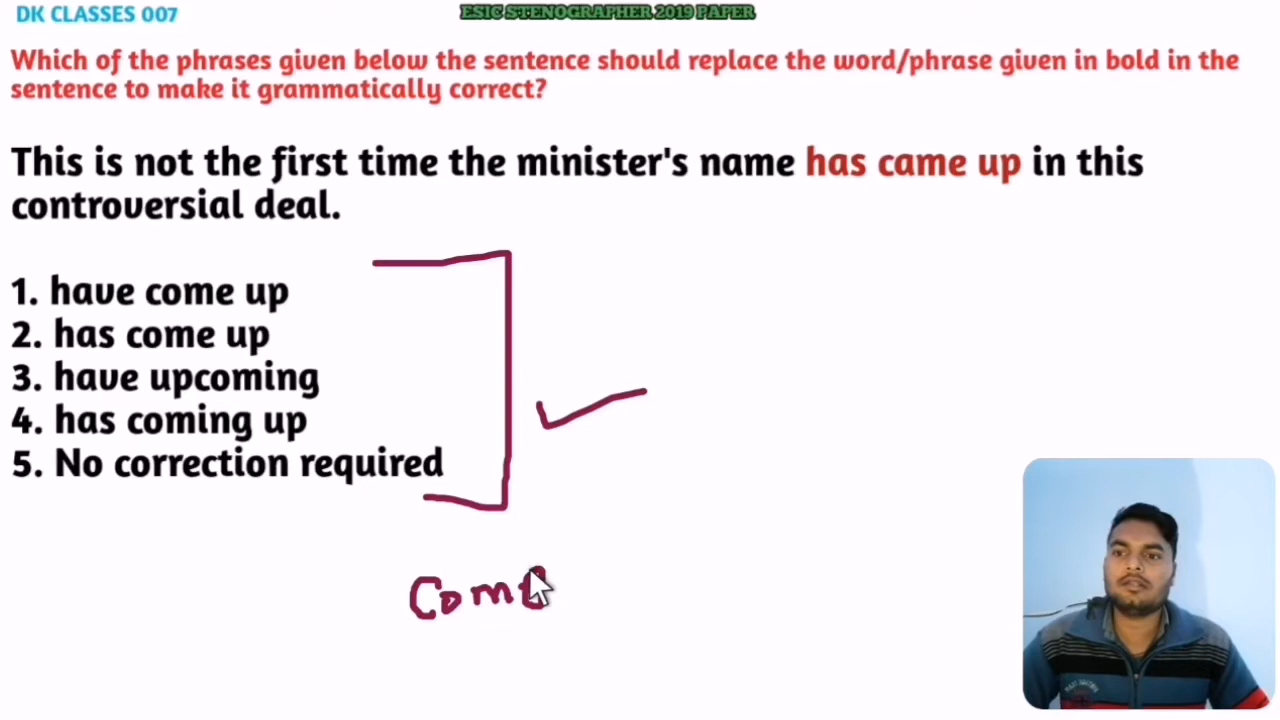 DK CLASSES 007
ESIC STENOGRAPHER 2019 PAPER
Which of the phrases given below the sentence should replace the word/phrase given in bold in the
sentence to make it grammatically correct?
This is not the first time the minister's name has came up in this
controversial deal.
1. have come up
2. has come up
3. have upcoming
4. has coming up
5. No correction required
Come